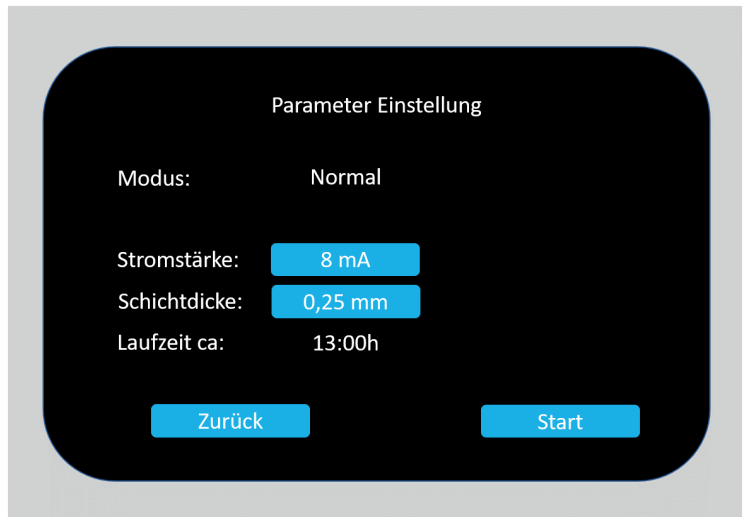 Parameter Einstellung
Modus: Normal
Stromstärke: 8 mA
Schichtdicke: 0,25 mm
Laufzeit ca: 13:00h
Zurück Start